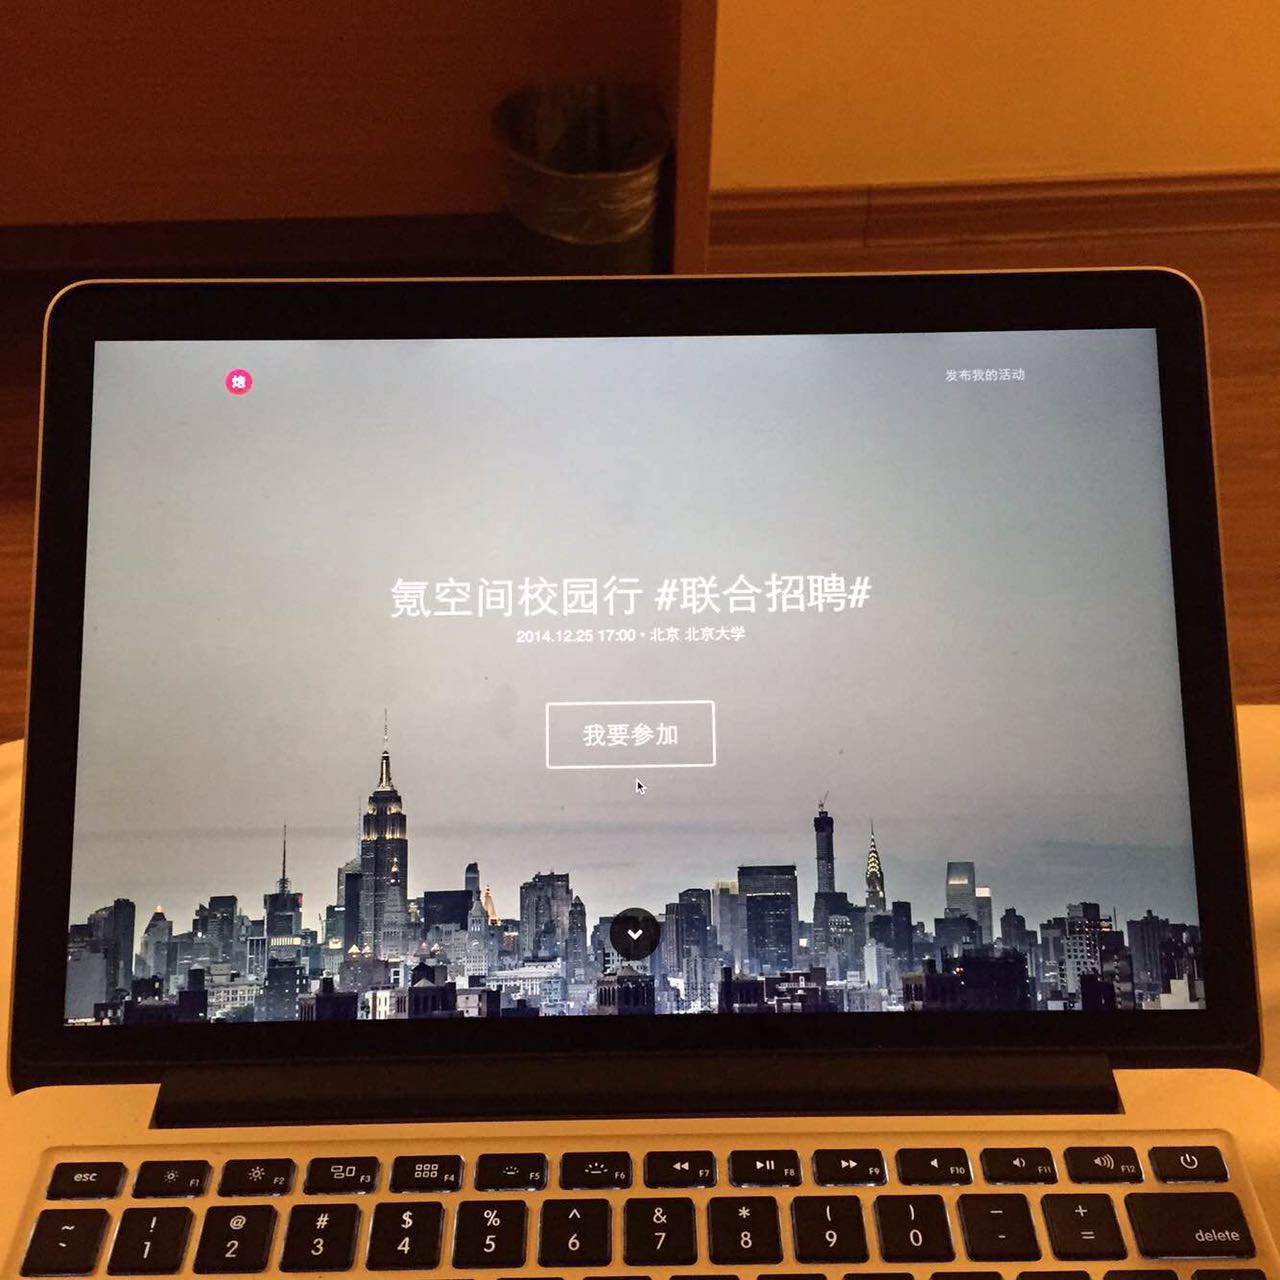 炮
发布我的活动
氪空间校园行 #联合招聘#
2014.12.25 17:00 • 北京 北京大学
我要参加
esc F1 F2 F3 F4 F5 F6 F7 F8 F9 F10 F11 F12
~ ! @ # $ % ^ & * ( ) — +
` 1 2 3 4 5 6 7 8 9 0 - = delete